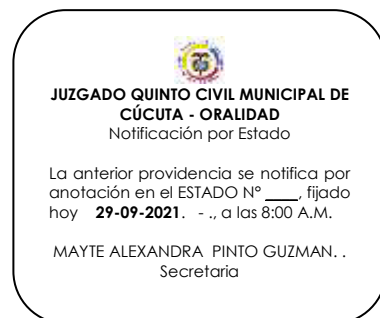 JUZGADO QUINTO CIVIL MUNICIPAL DE
CÚCUTA - ORALIDAD
Notificación por Estado
La anterior providencia se notifica por
anotación en el ESTADO N° ____, fijado
hoy 29-09-2021. - ., a las 8:00 A.M.
MAYTE ALEXANDRA PINTO GUZMAN. .
Secretaria